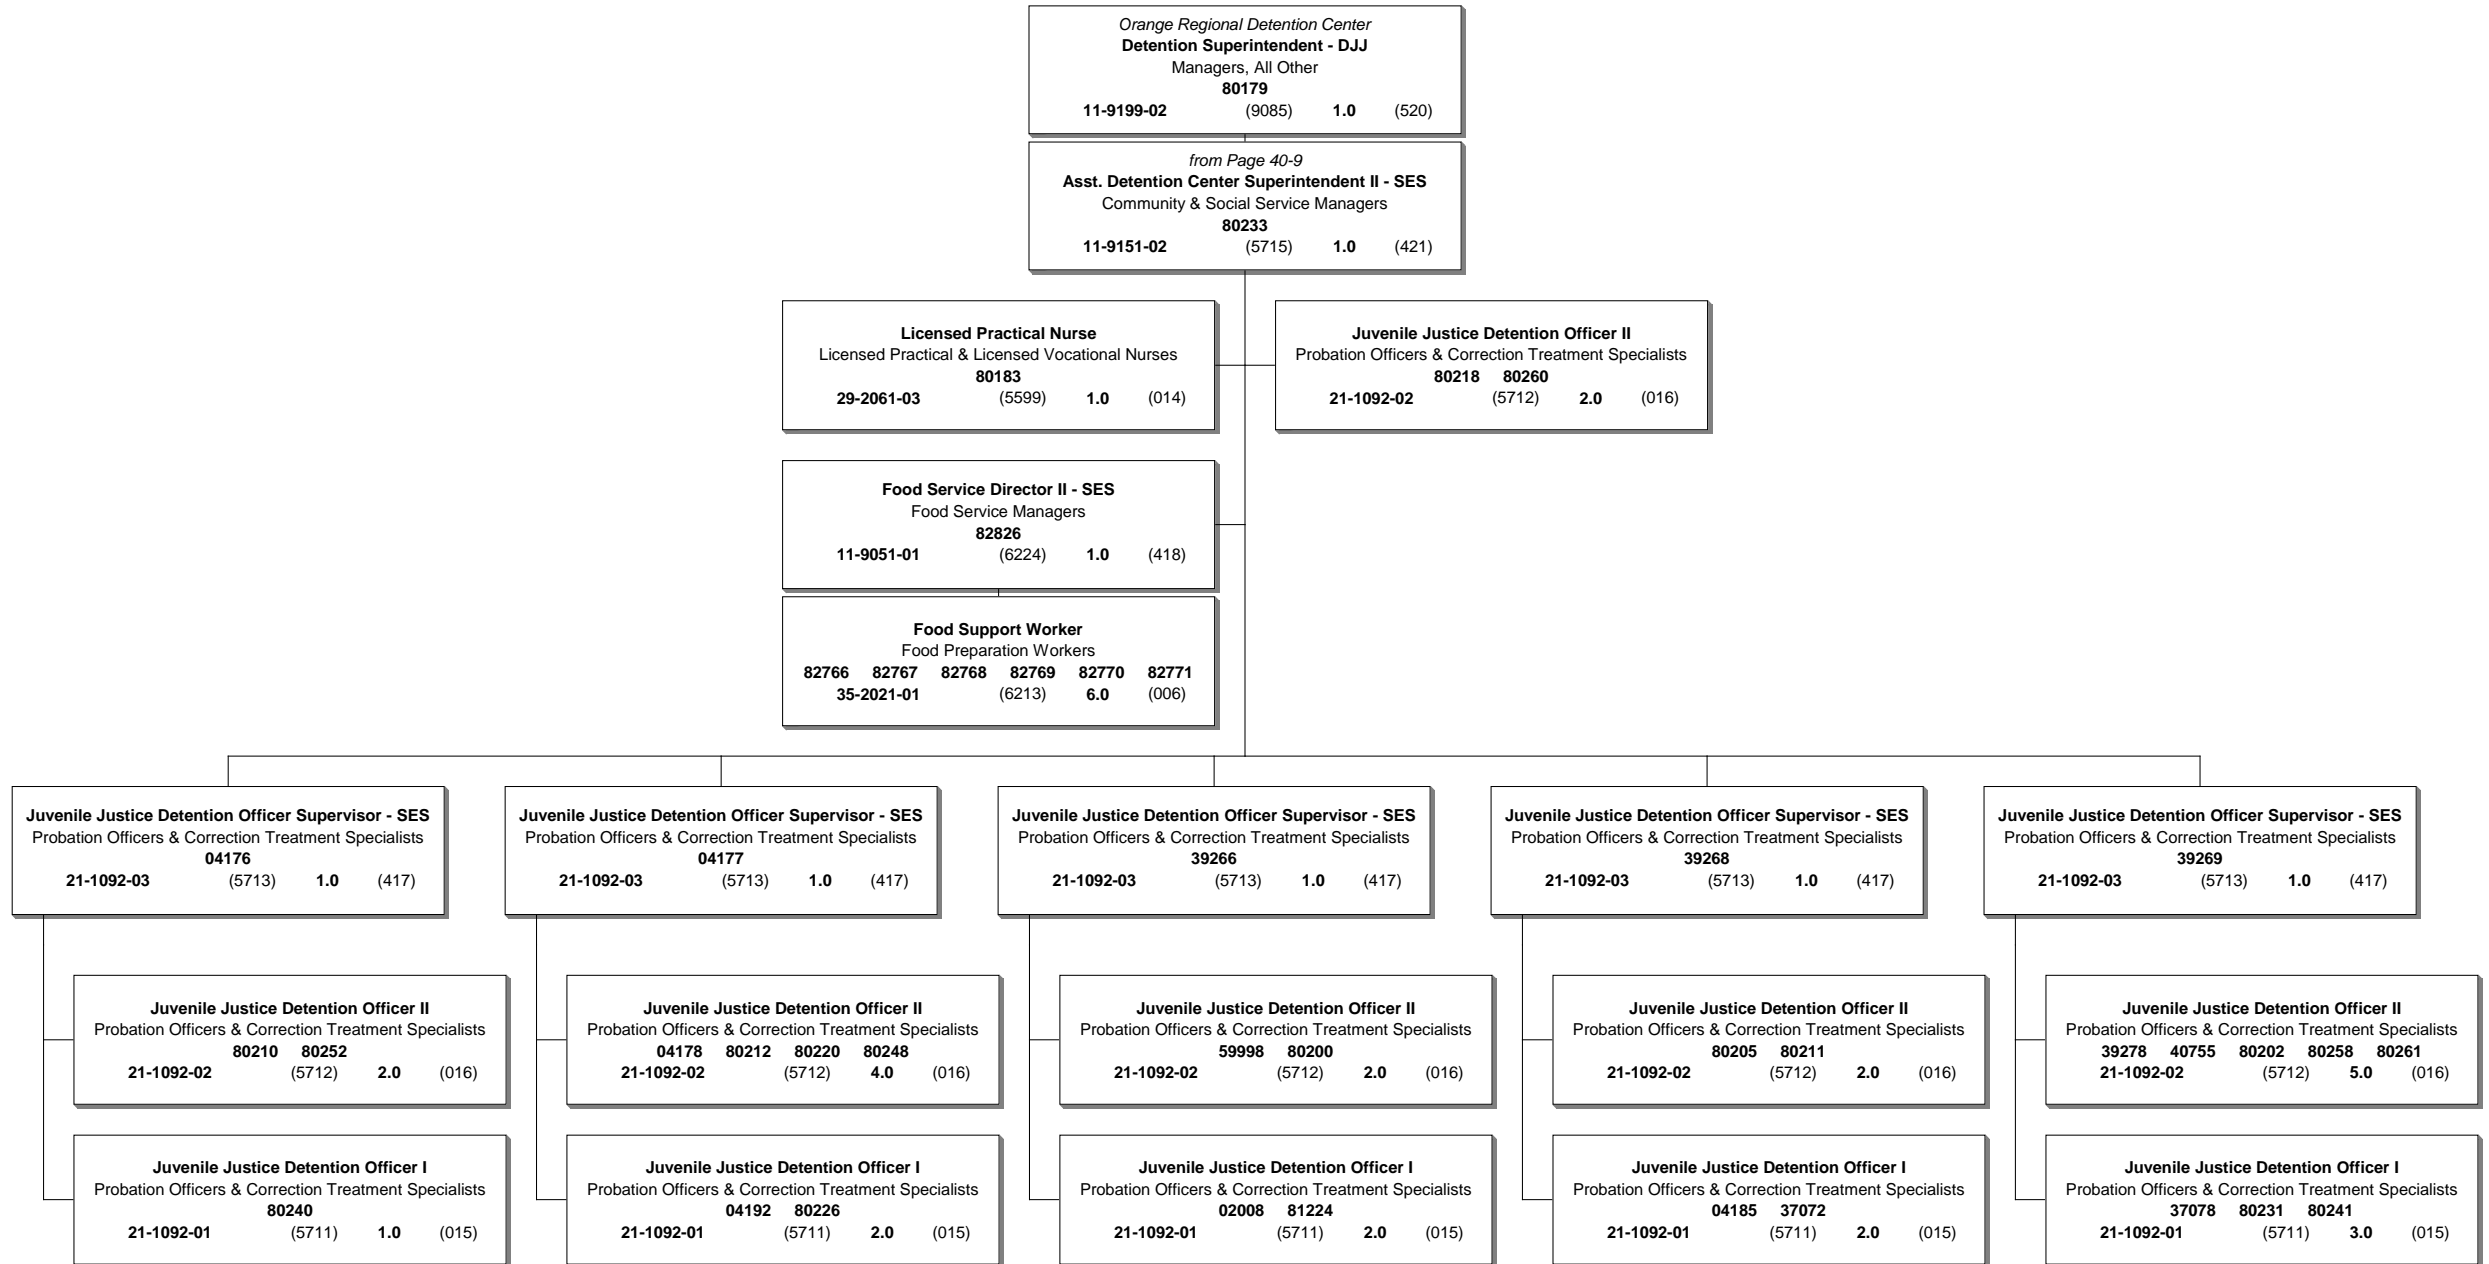 Orange Regional Detention Center
Detention Superintendent - DJJ
Managers, All Other
80179
11-9199-02 (9085) 1.0 (520)
from Page 40-9
Asst. Detention Center Superintendent II - SES
Community & Social Service Managers
80233
11-9151-02 (5715) 1.0 (421)
Licensed Practical Nurse
Licensed Practical & Licensed Vocational Nurses
80183
29-2061-03 (5599) 1.0 (014)
Juvenile Justice Detention Officer II
Probation Officers & Correction Treatment Specialists
80218 80260
21-1092-02 (5712) 2.0 (016)
Food Service Director II - SES
Food Service Managers
82826
11-9051-01 (6224) 1.0 (418)
Food Support Worker
Food Preparation Workers
82766 82767 82768 82769 82770 82771
35-2021-01 (6213) 6.0 (006)
Juvenile Justice Detention Officer Supervisor - SES
Probation Officers & Correction Treatment Specialists
04176
21-1092-03 (5713) 1.0 (417)
Juvenile Justice Detention Officer Supervisor - SES
Probation Officers & Correction Treatment Specialists
04177
21-1092-03 (5713) 1.0 (417)
Juvenile Justice Detention Officer Supervisor - SES
Probation Officers & Correction Treatment Specialists
39266
21-1092-03 (5713) 1.0 (417)
Juvenile Justice Detention Officer Supervisor - SES
Probation Officers & Correction Treatment Specialists
39268
21-1092-03 (5713) 1.0 (417)
Juvenile Justice Detention Officer Supervisor - SES
Probation Officers & Correction Treatment Specialists
39269
21-1092-03 (5713) 1.0 (417)
Juvenile Justice Detention Officer II
Probation Officers & Correction Treatment Specialists
80210 80252
21-1092-02 (5712) 2.0 (016)
Juvenile Justice Detention Officer II
Probation Officers & Correction Treatment Specialists
04178 80212 80220 80248
21-1092-02 (5712) 4.0 (016)
Juvenile Justice Detention Officer II
Probation Officers & Correction Treatment Specialists
59998 80200
21-1092-02 (5712) 2.0 (016)
Juvenile Justice Detention Officer II
Probation Officers & Correction Treatment Specialists
80205 80211
21-1092-02 (5712) 2.0 (016)
Juvenile Justice Detention Officer II
Probation Officers & Correction Treatment Specialists
39278 40755 80202 80258 80261
21-1092-02 (5712) 5.0 (016)
Juvenile Justice Detention Officer I
Probation Officers & Correction Treatment Specialists
80240
21-1092-01 (5711) 1.0 (015)
Juvenile Justice Detention Officer I
Probation Officers & Correction Treatment Specialists
04192 80226
21-1092-01 (5711) 2.0 (015)
Juvenile Justice Detention Officer I
Probation Officers & Correction Treatment Specialists
02008 81224
21-1092-01 (5711) 2.0 (015)
Juvenile Justice Detention Officer I
Probation Officers & Correction Treatment Specialists
04185 37072
21-1092-01 (5711) 2.0 (015)
Juvenile Justice Detention Officer I
Probation Officers & Correction Treatment Specialists
37078 80231 80241
21-1092-01 (5711) 3.0 (015)